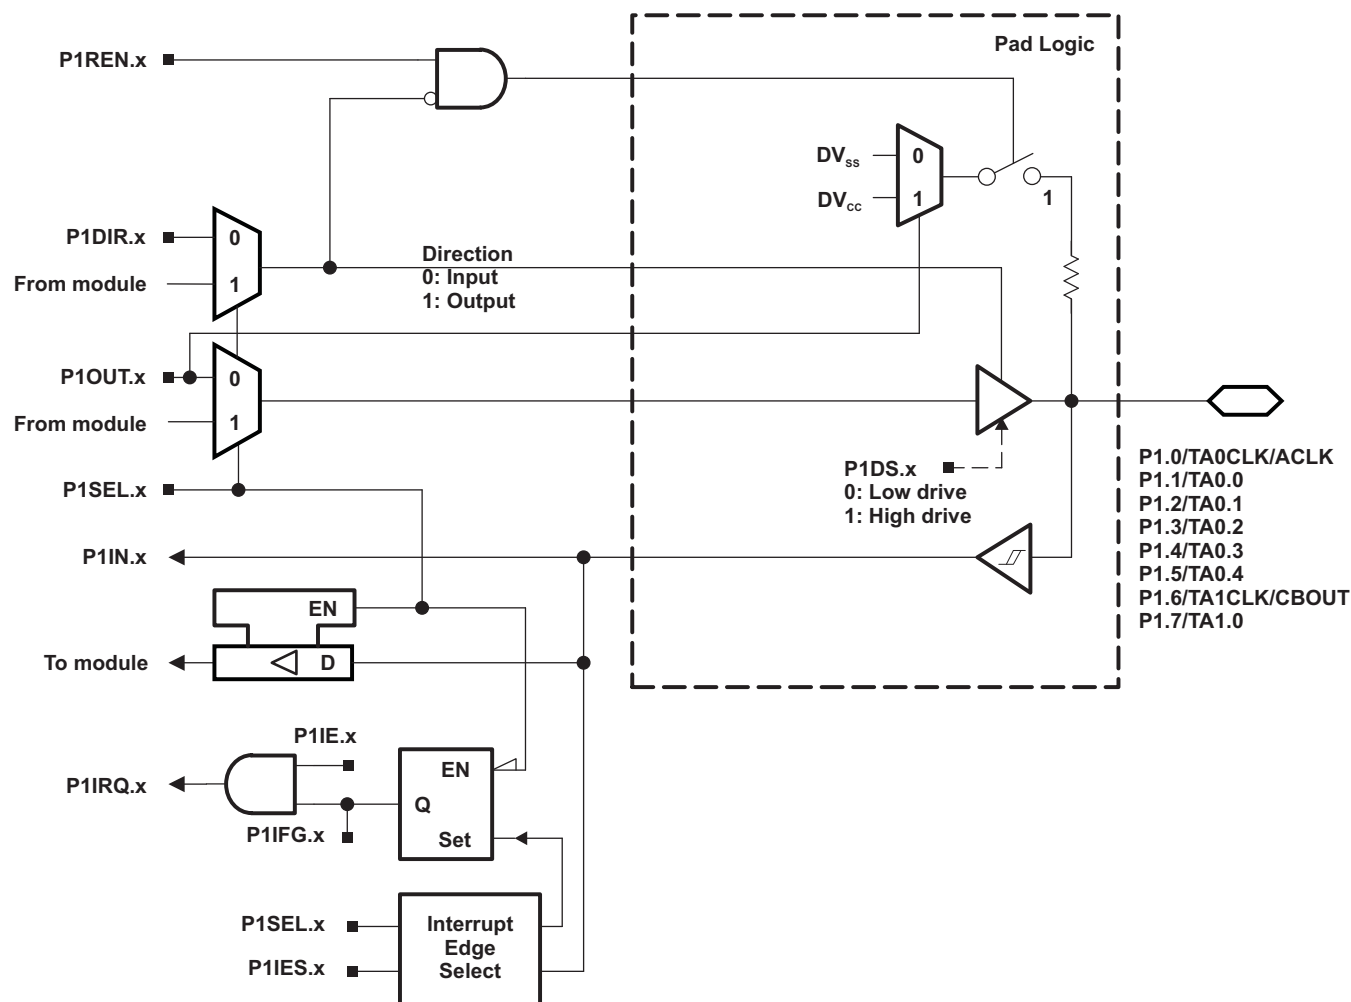 Pad Logic
P1REN.x
DVSS
0
DVCC
1
1
P1DIR.x
0
From module
1
Direction
0: Input
1: Output
P1OUT.x
0
From module
1
P1SEL.x
P1DS.x
0: Low drive
1: High drive
P1.0/TA0CLK/ACLK
P1.1/TA0.0
P1.2/TA0.1
P1.3/TA0.2
P1.4/TA0.3
P1.5/TA0.4
P1.6/TA1CLK/CBOUT
P1.7/TA1.0
P1IN.x
EN
To module
D
P1IE.x
P1IRQ.x
EN
Q
P1IFG.x
Set
P1SEL.x
P1IES.x
Interrupt
Edge
Select